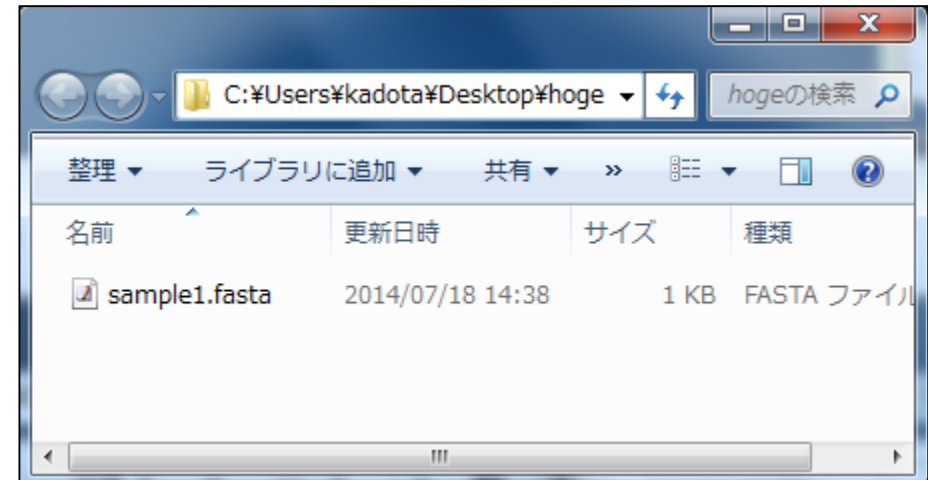 C:¥Users¥kadota¥Desktop¥hoge
hogeの検索
整理 ライブラリに追加 共有 »
名前 更新日時 サイズ 種類
sample1.fasta 2014/07/18 14:38 1 KB FASTA ファイル